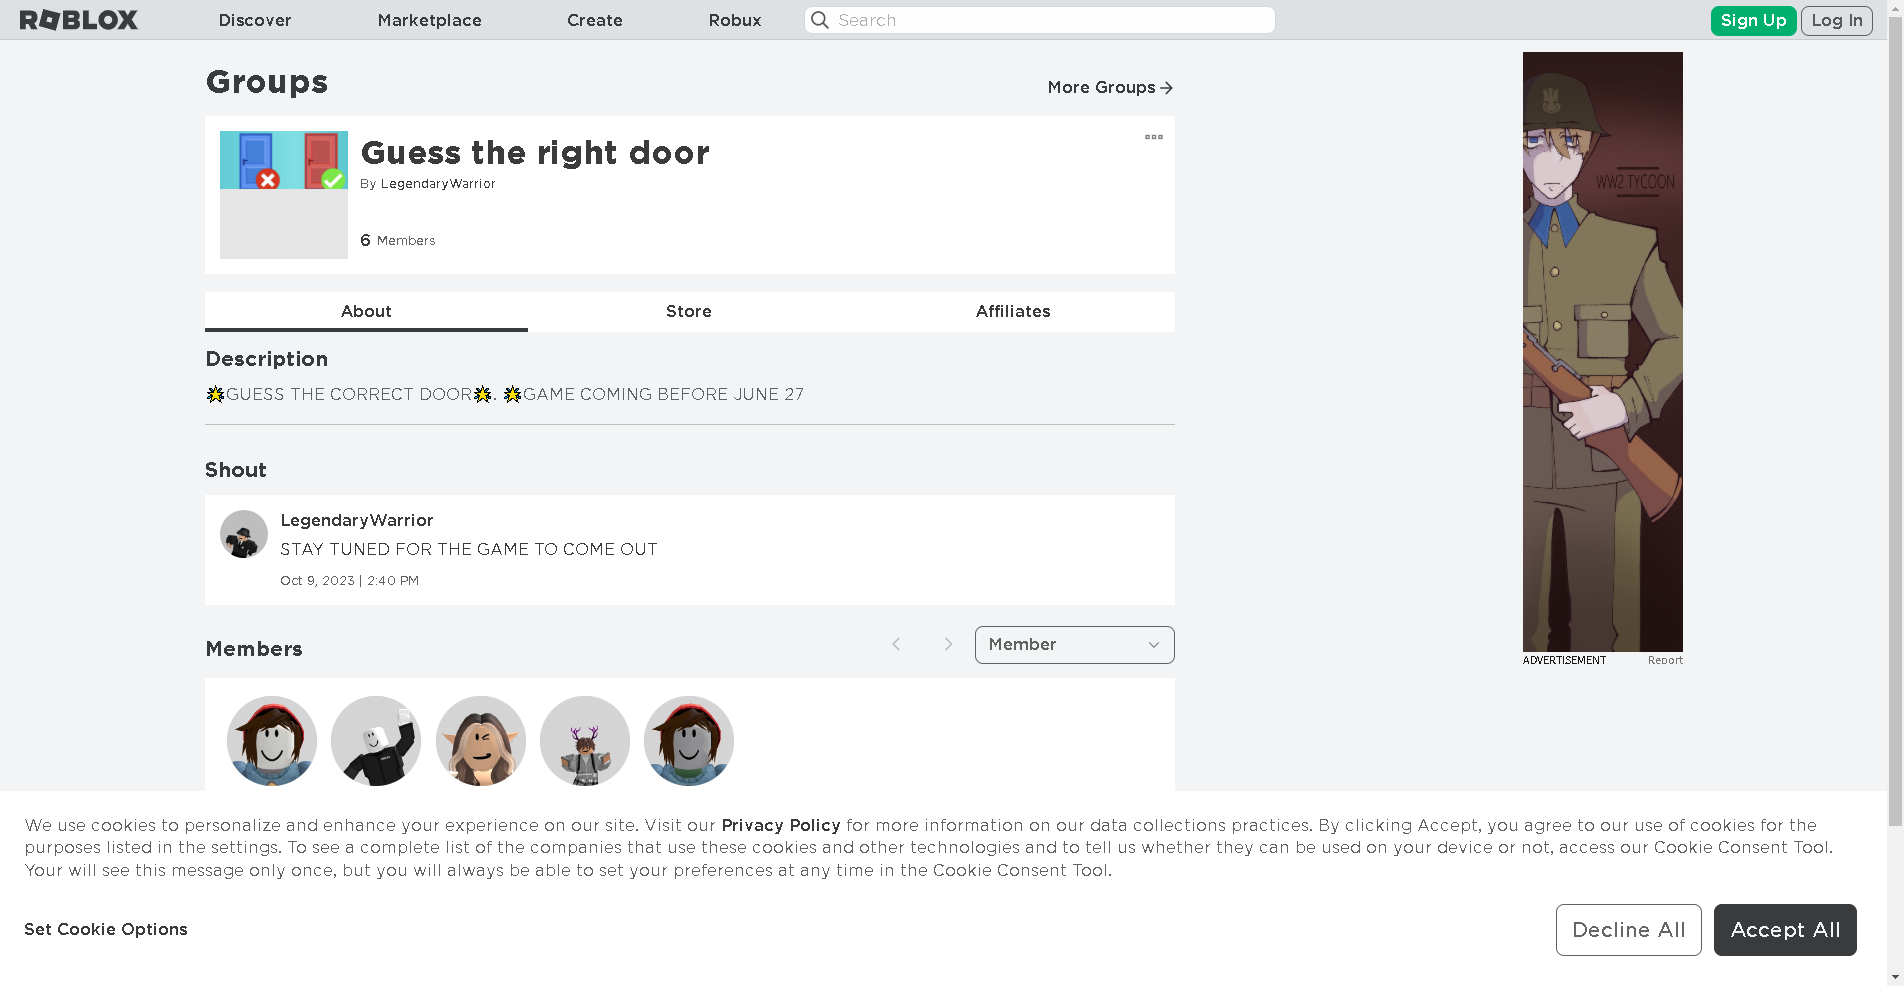 ROBLOX
Discover
Marketplace
Create
Robux
Search
Sign Up
Log In
Groups
More Groups
Guess the right door
By LegendaryWarrior
6 Members
About
Store
Affiliates
Description
🌟GUESS THE CORRECT DOOR🌟. 🌟GAME COMING BEFORE JUNE 27
Shout
LegendaryWarrior
STAY TUNED FOR THE GAME TO COME OUT
Oct 9, 2023 | 2:40 PM
Members
Member
WW2 TYCOON
ADVERTISEMENT
Report
We use cookies to personalize and enhance your experience on our site. Visit our Privacy Policy for more information on our data collections practices. By clicking Accept, you agree to our use of cookies for the
purposes listed in the settings. To see a complete list of the companies that use these cookies and other technologies and to tell us whether they can be used on your device or not, access our Cookie Consent Tool.
Your will see this message only once, but you will always be able to set your preferences at any time in the Cookie Consent Tool.
Set Cookie Options
Decline All
Accept All